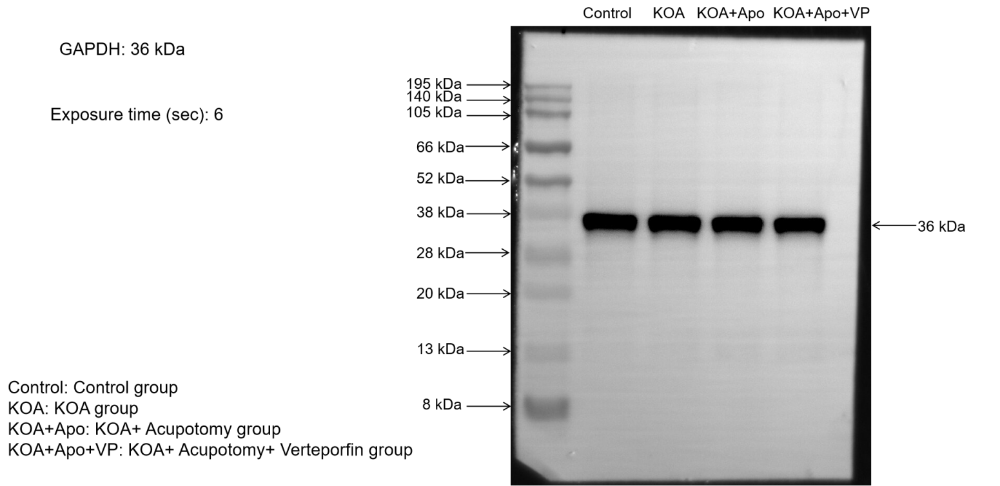 Control KOA KOA+Apo KOA+Apo+VP
GAPDH: 36 kDa
195 kDa
140 kDa
105 kDa
Exposure time (sec): 6
66 kDa
52 kDa
38 kDa
36 kDa
28 kDa
20 kDa
13 kDa
8 kDa
Control: Control group
KOA: KOA group
KOA+Apo: KOA+ Acupotomy group
KOA+Apo+VP: KOA+ Acupotomy+ Verteporfin group